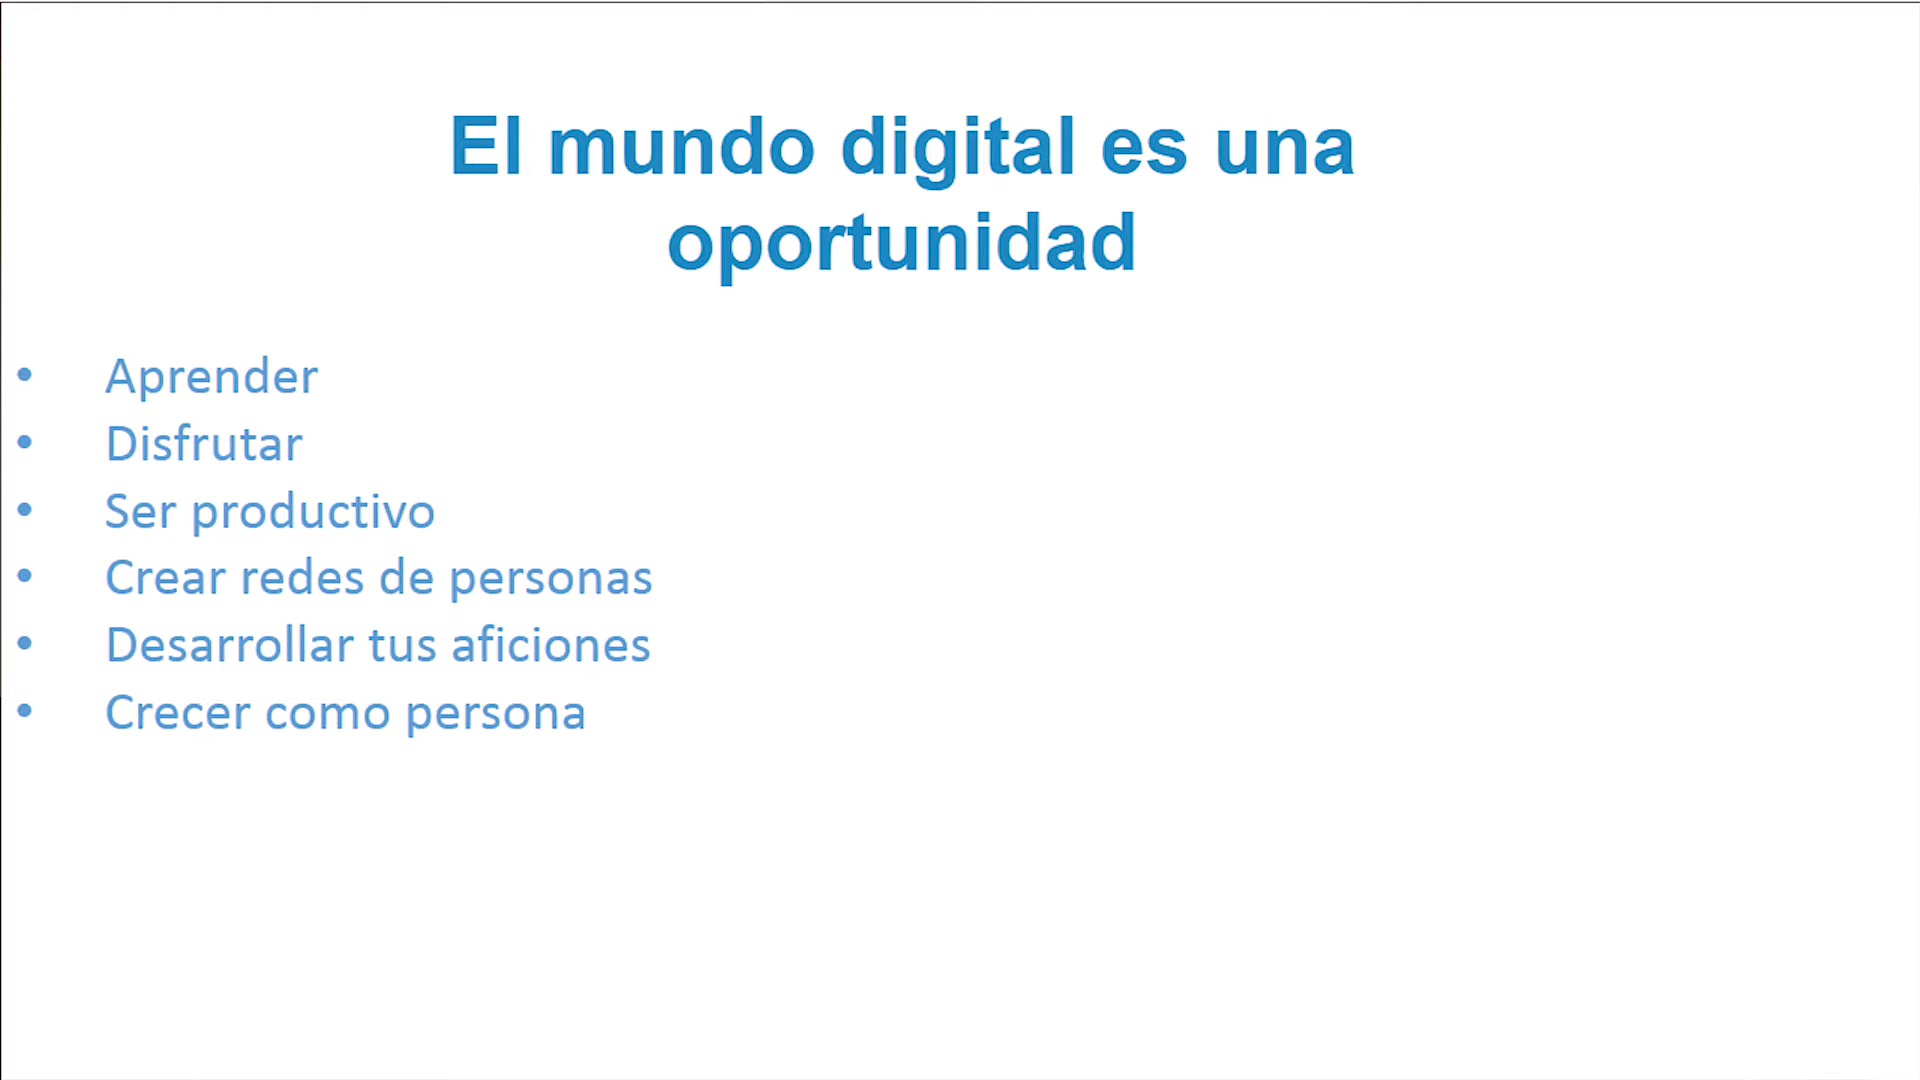 El mundo digital es una
oportunidad
• Aprender
• Disfrutar
• Ser productivo
• Crear redes de personas
• Desarrollar tus aficiones
• Crecer como persona